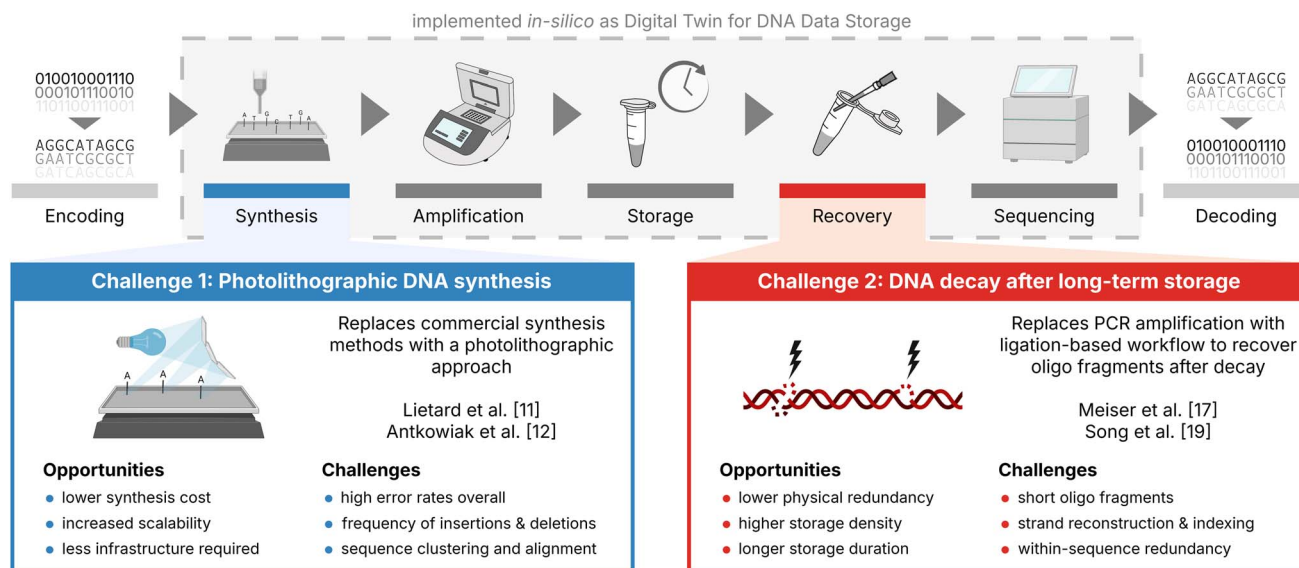 implemented in-silico as Digital Twin for DNA Data Storage
010010001110
000101110010
1101100111001
AGGCATAGCG
GAATCGCGCT
GATCAGCGCA
Encoding
A T G G T G A
Synthesis
Amplification
Storage
Recovery
Sequencing
AGGCATAGCG
GAATCGCGCT
GATCAGCGCA
010010001110
000101110010
1101100111001
Decoding
Challenge 1: Photolithographic DNA synthesis
A A A
Replaces commercial synthesis
methods with a photolithographic
approach
Lietard et al. [11]
Antkowiak et al. [12]
Opportunities
• lower synthesis cost
• increased scalability
• less infrastructure required
Challenges
• high error rates overall
• frequency of insertions & deletions
• sequence clustering and alignment
Challenge 2: DNA decay after long-term storage
Replaces PCR amplification with
ligation-based workflow to recover
oligo fragments after decay
Meiser et al. [17]
Song et al. [19]
Opportunities
• lower physical redundancy
• higher storage density
• longer storage duration
Challenges
• short oligo fragments
• strand reconstruction & indexing
• within-sequence redundancy